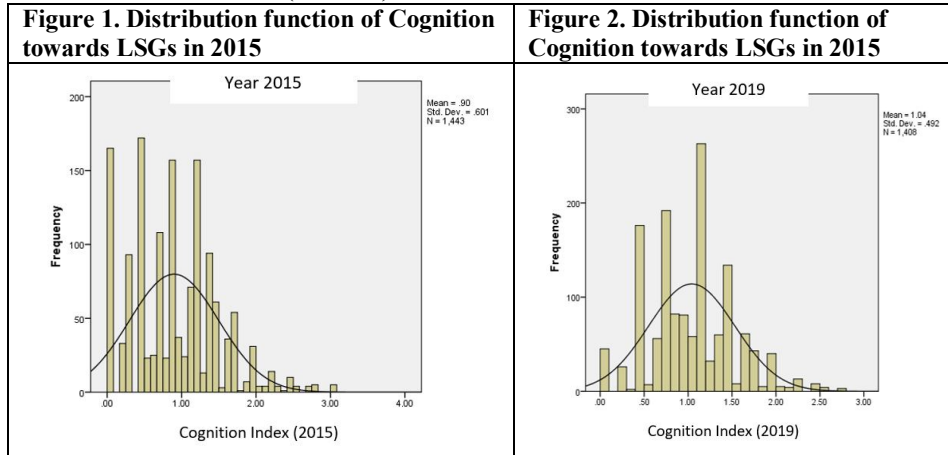 Figure 1. Distribution function of Cognition
towards LSGs in 2015
Figure 2. Distribution function of
Cognition towards LSGs in 2015
Year 2015
Mean = .90
Std. Dev. = .601
N = 1,443
200
150
100
50
0
Frequency
.00
1.00
2.00
3.00
4.00
Cognition Index (2015)
Year 2019
Mean = 1.04
Std. Dev. = .492
N = 1,408
300
200
100
0
Frequency
.00
.50
1.00
1.50
2.00
2.50
3.00
Cognition Index (2019)